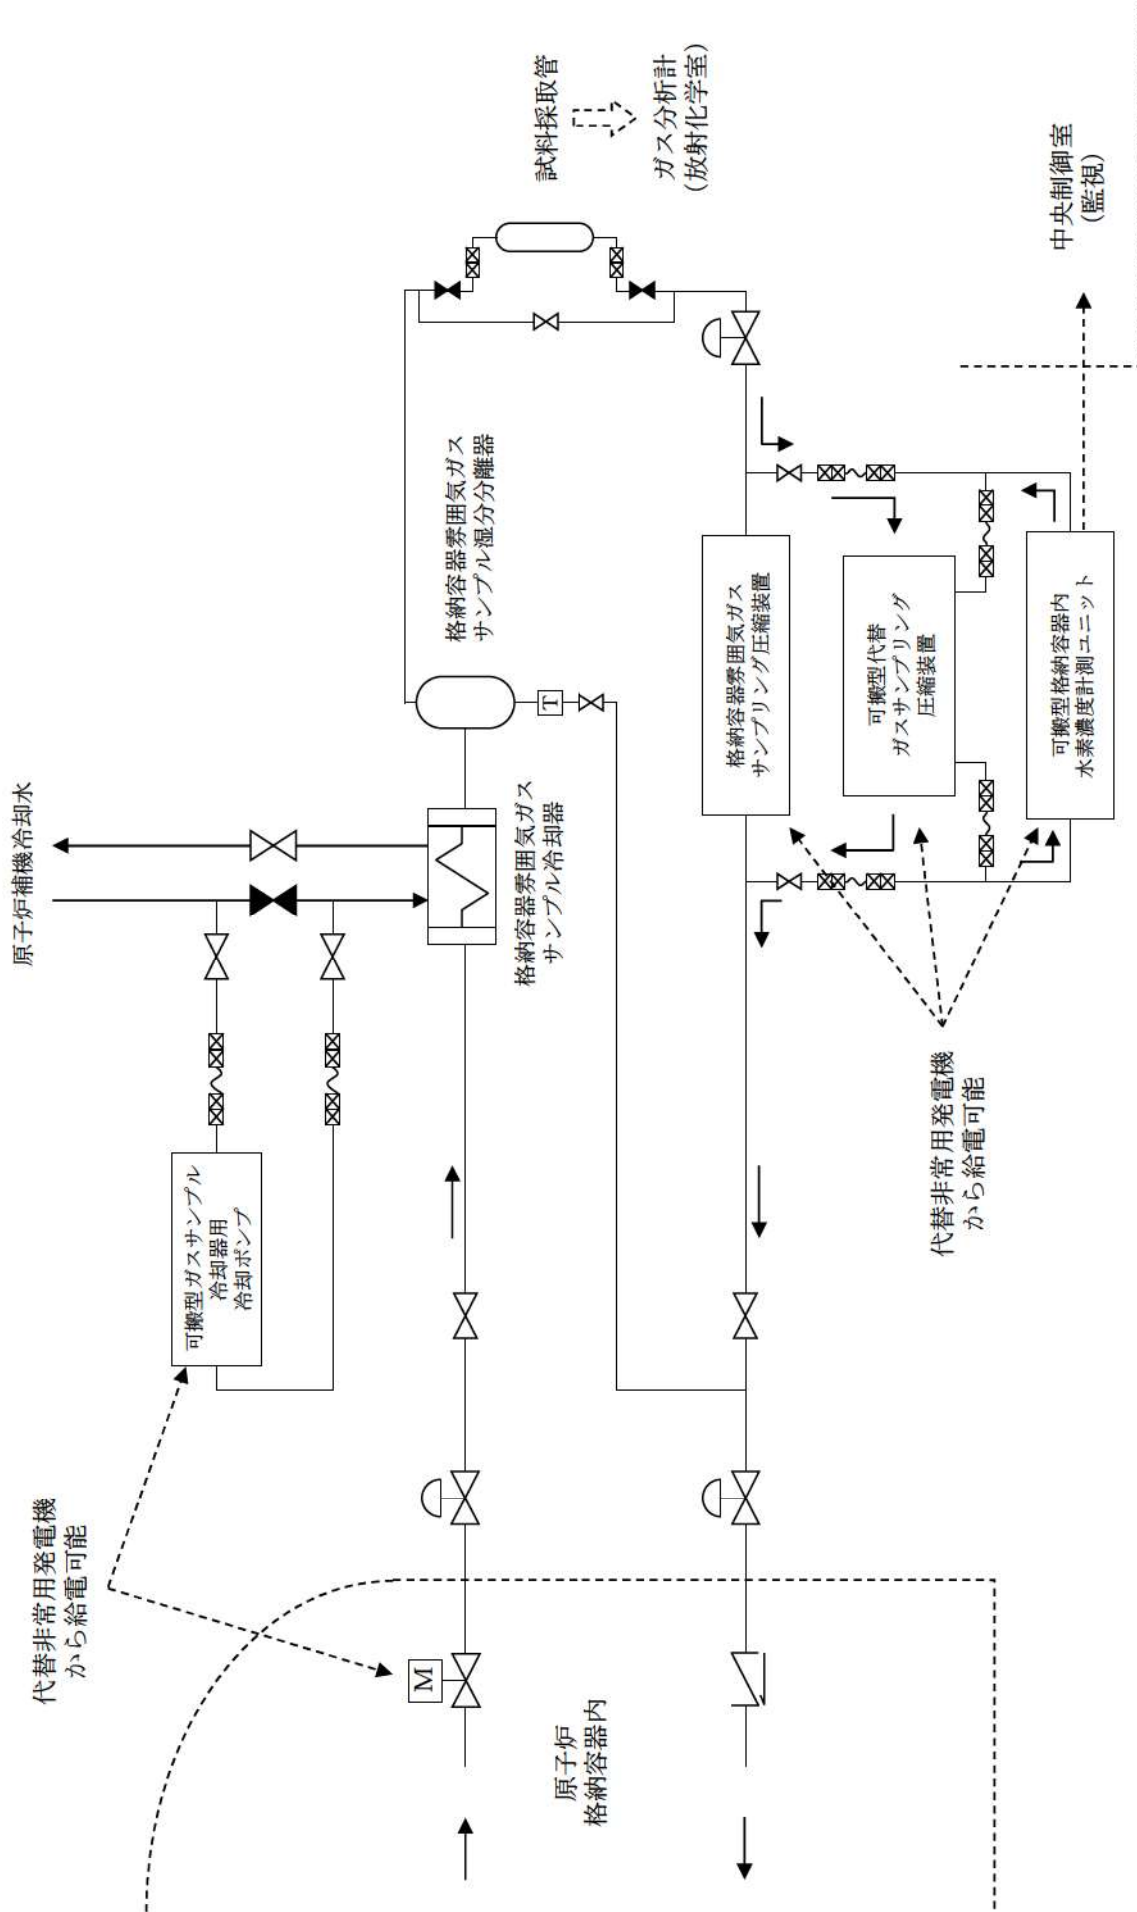 原子炉補機冷却水
可搬型ガスサンプル
冷却器用
冷却ポンプ
代替非常用発電機
から給電可能
格納容器雰囲気ガス
サンプル冷却器
格納容器雰囲気ガス
サンプル湿分分離器
T
試料採取管
ガス分析計
(放射化学室)
M
原子炉
格納容器内
格納容器雰囲気ガス
サンプリング圧縮装置
可搬型代替
ガスサンプリング
圧縮装置
可搬型格納容器内
水素濃度計測ユニット
代替非常用発電機
から給電可能
中央制御室
(監視)